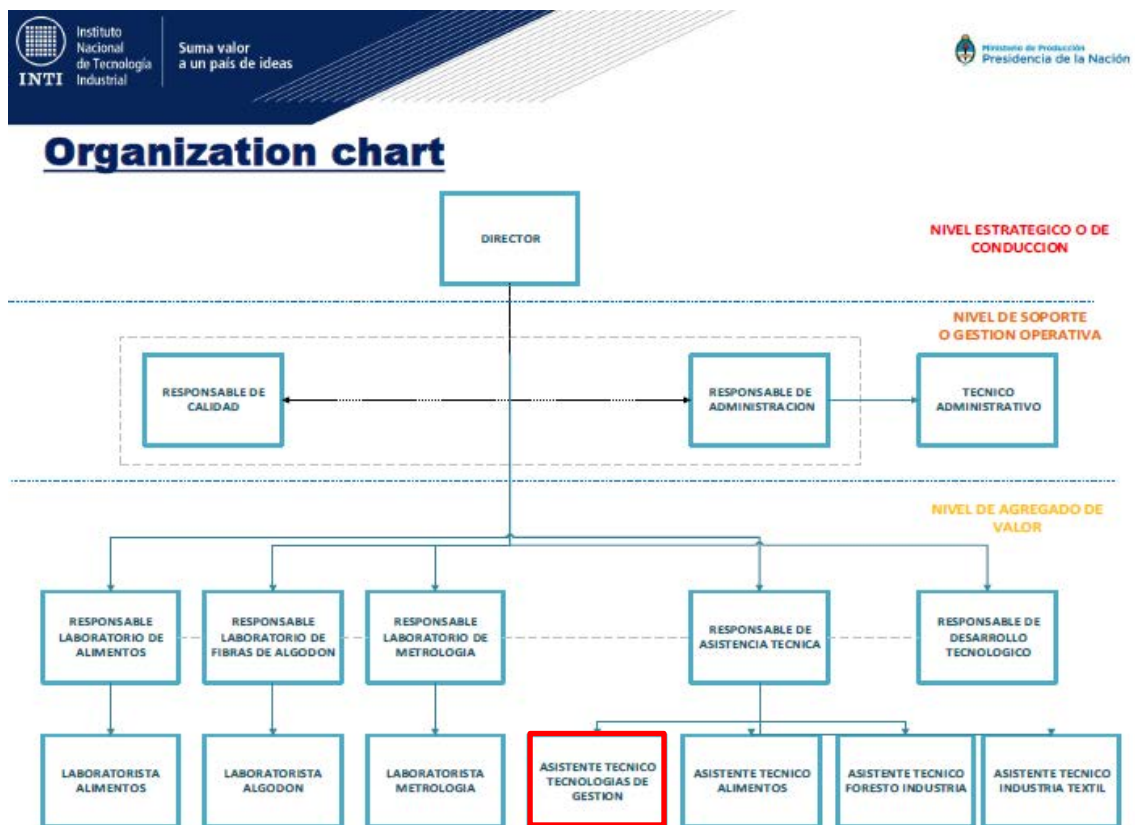 Instituto
Nacional
de Tecnología
Industrial
INTI
Suma valor
a un país de ideas
Ministerio de Producción
Presidencia de la Nación
Organization chart
DIRECTOR
NIVEL ESTRATEGICO O DE
CONDUCCION
NIVEL DE SOPORTE
O GESTION OPERATIVA
RESPONSABLE DE
CALIDAD
RESPONSABLE DE
ADMINISTRACION
TECNICO
ADMINISTRATIVO
NIVEL DE AGREGADO DE
VALOR
RESPONSABLE
LABORATORIO DE
ALIMENTOS
RESPONSABLE
LABORATORIO DE
FIBRAS DE ALGODON
RESPONSABLE
LABORATORIO DE
METROLOGIA
RESPONSABLE DE
ASISTENCIA TECNICA
RESPONSABLE DE
DESARROLLO
TECNOLOGICO
LABORATORISTA
ALIMENTOS
LABORATORISTA
ALGODON
LABORATORISTA
METROLOGIA
ASISTENTE TECNICO
TECNOLOGIAS DE
GESTION
ASISTENTE TECNICO
ALIMENTOS
ASISTENTE TECNICO
FORESTO INDUSTRIA
ASISTENTE TECNICO
INDUSTRIA TEXTIL